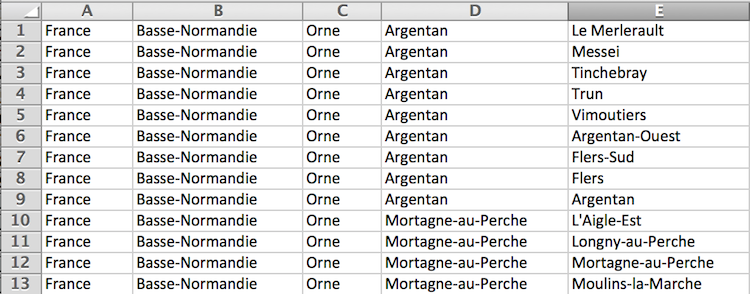 A B C D E
1 France Basse-Normandie Orne Argentan Le Merlerault
2 France Basse-Normandie Orne Argentan Messei
3 France Basse-Normandie Orne Argentan Tinchebray
4 France Basse-Normandie Orne Argentan Trun
5 France Basse-Normandie Orne Argentan Vimoutiers
6 France Basse-Normandie Orne Argentan Argentan-Ouest
7 France Basse-Normandie Orne Argentan Flers-Sud
8 France Basse-Normandie Orne Argentan Flers
9 France Basse-Normandie Orne Argentan Argentan
10 France Basse-Normandie Orne Mortagne-au-Perche L'Aigle-Est
11 France Basse-Normandie Orne Mortagne-au-Perche Longny-au-Perche
12 France Basse-Normandie Orne Mortagne-au-Perche Mortagne-au-Perche
13 France Basse-Normandie Orne Mortagne-au-Perche Moulins-la-Marche